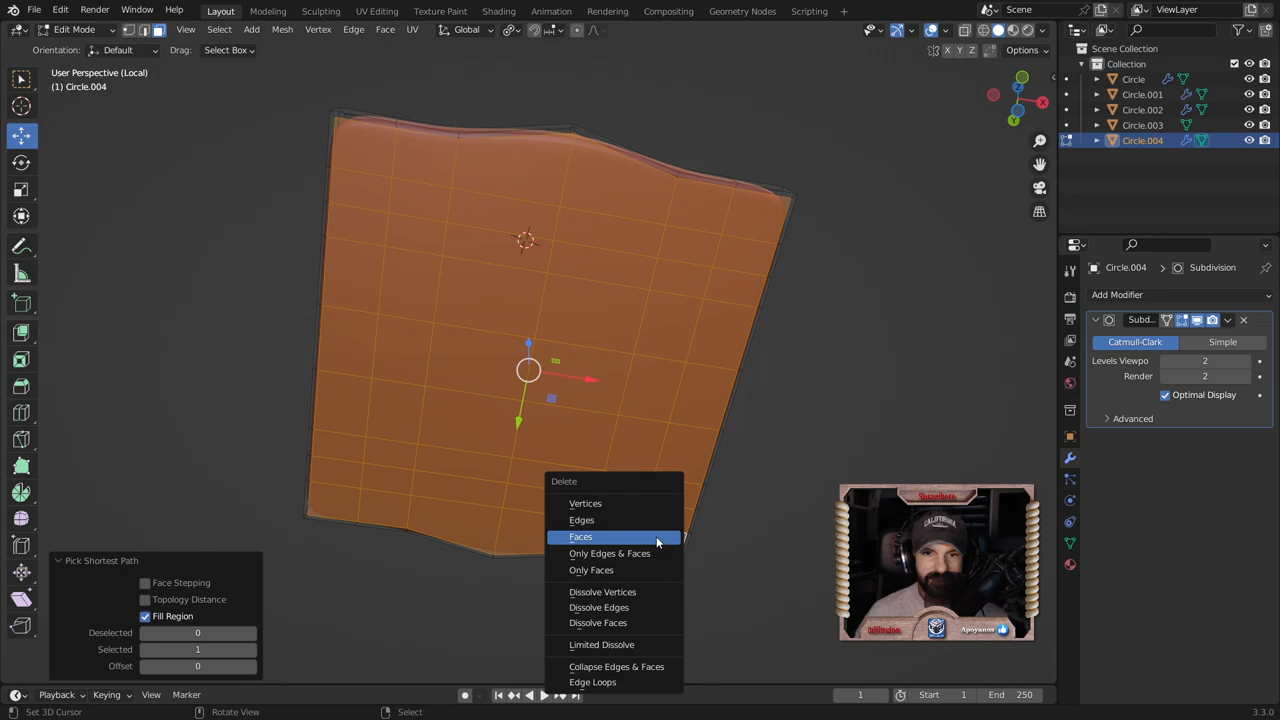 File Edit Render Window Help Layout Modeling Sculpting UV Editing Texture Paint Shading Animation Rendering Compositing Geometry Nodes Scripting Scene ViewLayer
Edit Mode View Select Add Mesh Vertex Edge Face UV Global
Orientation: Default Drag: Select Box X Y Z Options
User Perspective (Local)
(1) Circle.004
Scene Collection
Collection
Circle
Circle.001
Circle.002
Circle.003
Circle.004
Circle.004 Subdivision
Add Modifier
Subd...
Catmull-Clark Simple
Levels Viewpo 2
Render 2
Optimal Display
Advanced
Delete
Vertices
Edges
Faces
Only Edges & Faces
Only Faces
Dissolve Vertices
Dissolve Edges
Dissolve Faces
Limited Dissolve
Collapse Edges & Faces
Edge Loops
Pick Shortest Path
Face Stepping
Topology Distance
Fill Region
Deselected 0
Selected 1
Offset 0
CALIFORNIA
Apoyanos
Playback Keying View Marker 1 Start 1 End 250
Set 3D Cursor Rotate View Select 3.3.0